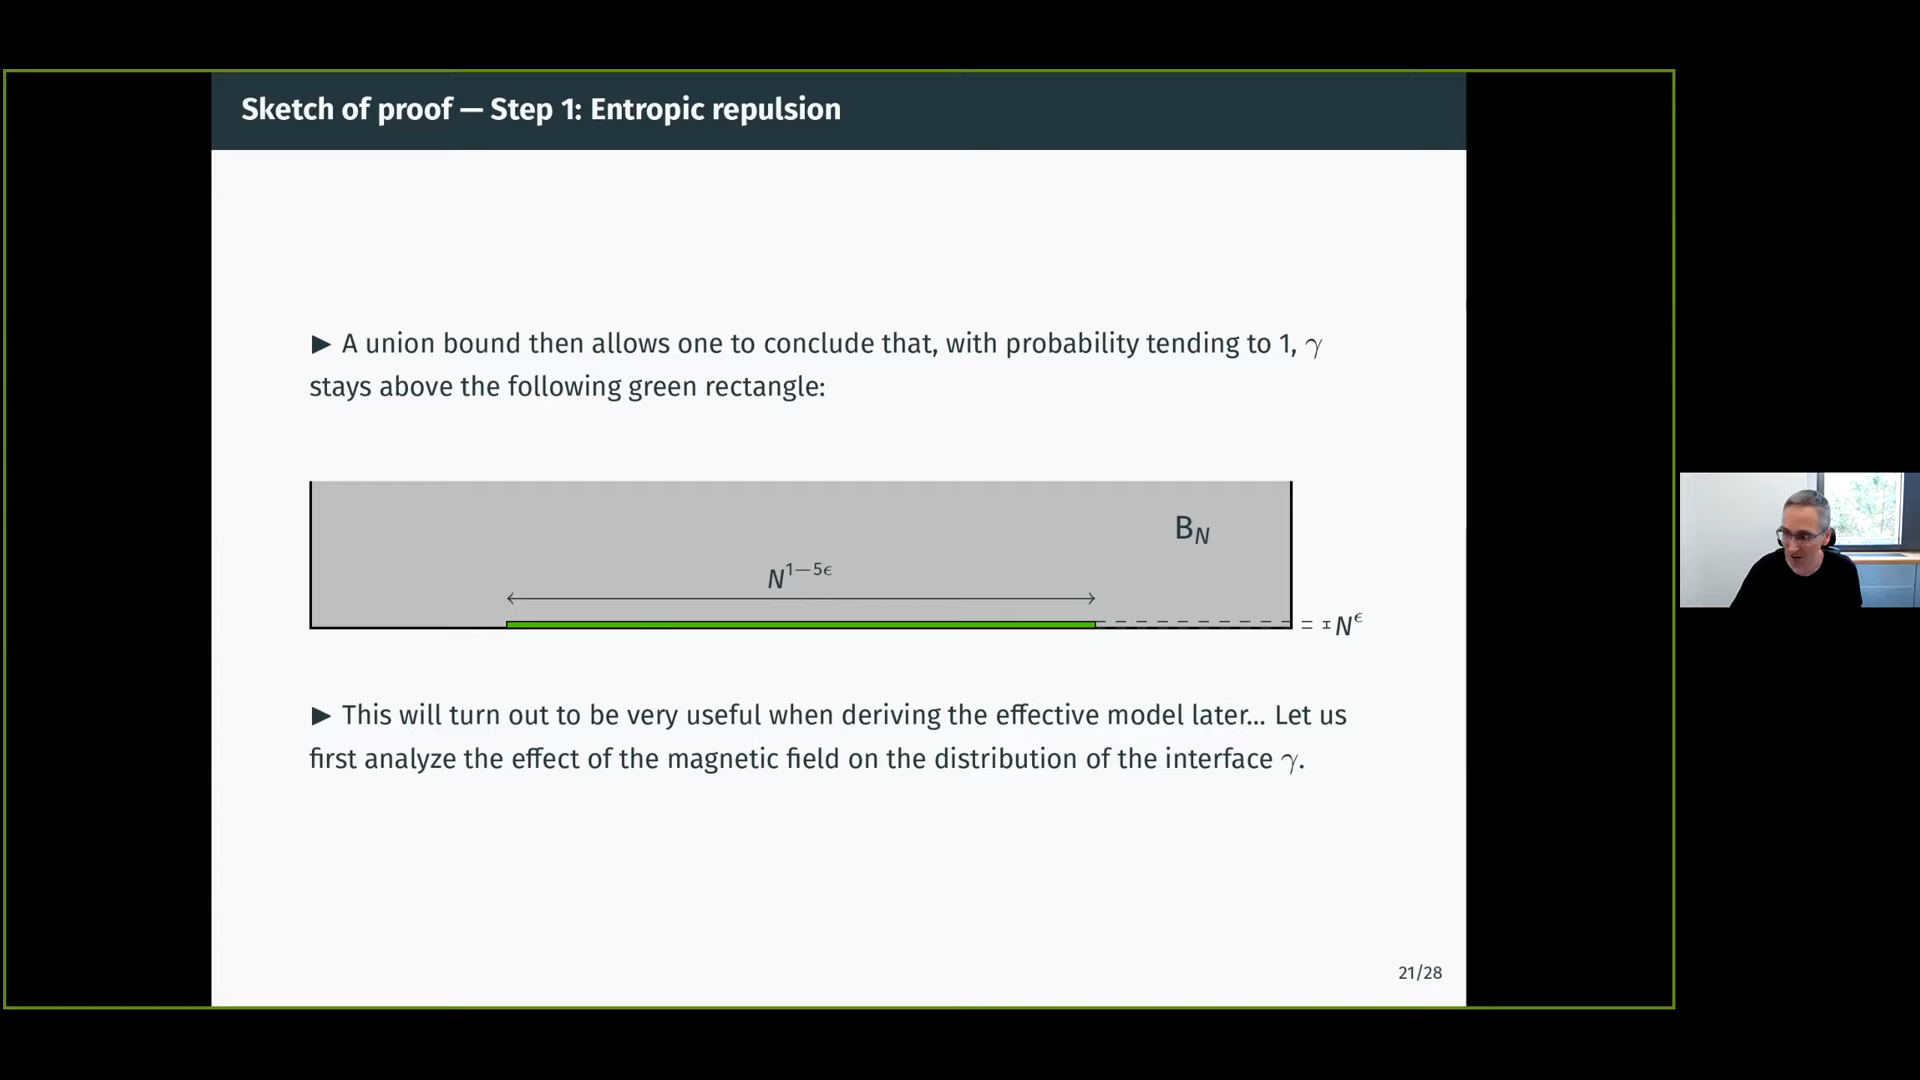 Sketch of proof — Step 1: Entropic repulsion
▶ A union bound then allows one to conclude that, with probability tending to 1, γ
stays above the following green rectangle:
B_N
N^{1−5ϵ}
N^ϵ
▶ This will turn out to be very useful when deriving the effective model later... Let us
first analyze the effect of the magnetic field on the distribution of the interface γ.
21/28